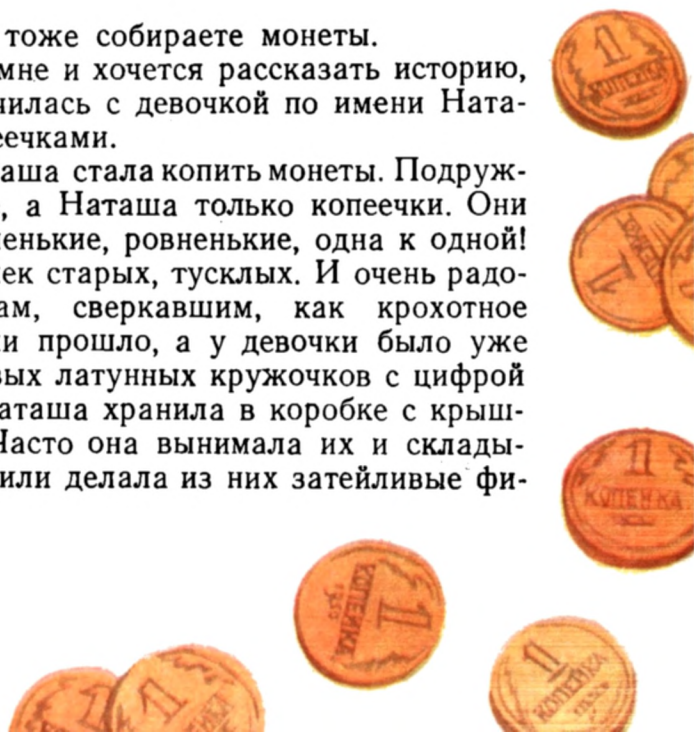 тоже собираете монеты.
мне и хочется рассказать историю,
чилась с девочкой по имени Ната-
еечками.
аша стала копить монеты. Подруж-
, а Наташа только копеечки. Они
енькие, ровненькие, одна к одной!
ек старых, тусклых. И очень радо-
ам, сверкавшим, как крохотное
и прошло, а у девочки было уже
вых латунных кружочков с цифрой
аташа хранила в коробке с крыш-
Часто она вынимала их и склады-
или делала из них затейливые фи-
1
КОПЕЙКА
1
1
КОПЕЙКА
1
КОПЕЙКА
1
КОПЕЙКА
1